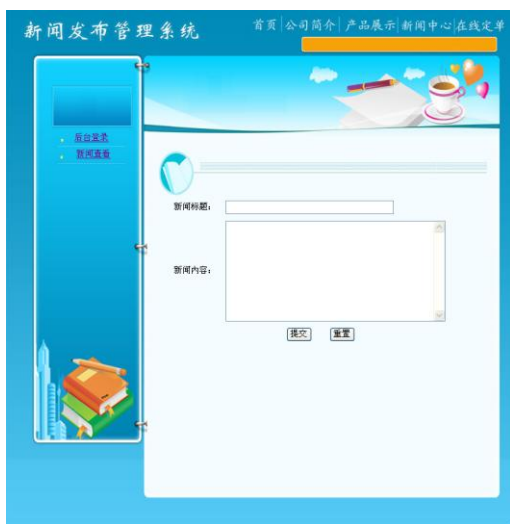 新闻发布管理系统
首页|公司简介|产品展示|新闻中心|在线定单
后台登录
新闻查看
新闻标题：
新闻内容：
提交 重置